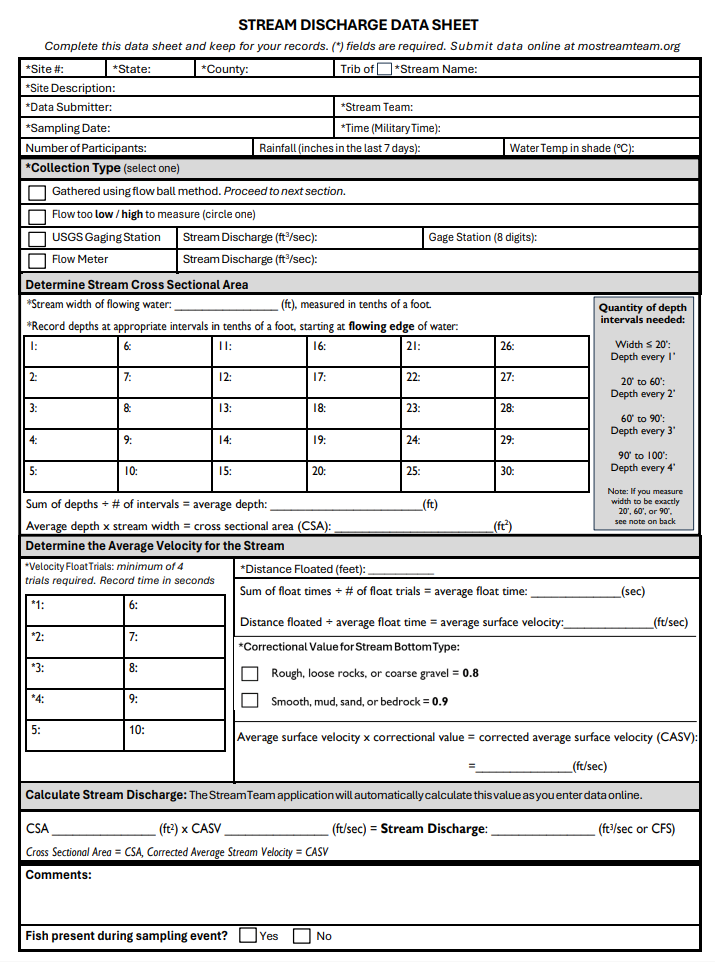 STREAM DISCHARGE DATA SHEET
Complete this data sheet and keep for your records. (*) fields are required. Submit data online at mostreamteam.org
*Site #: *State: *County: Trib of *Stream Name:
*Site Description:
*Data Submitter: *Stream Team:
*Sampling Date: *Time (Military Time):
Number of Participants: Rainfall (inches in the last 7 days): Water Temp in shade (°C):
*Collection Type (select one)
Gathered using flow ball method. Proceed to next section.
Flow too low / high to measure (circle one)
USGS Gaging Station Stream Discharge (ft³/sec): Gage Station (8 digits):
Flow Meter Stream Discharge (ft³/sec):
Determine Stream Cross Sectional Area
*Stream width of flowing water: ________________ (ft), measured in tenths of a foot.
*Record depths at appropriate intervals in tenths of a foot, starting at flowing edge of water:
1: 6: 11: 16: 21: 26:
2: 7: 12: 17: 22: 27:
3: 8: 13: 18: 23: 28:
4: 9: 14: 19: 24: 29:
5: 10: 15: 20: 25: 30:
Sum of depths ÷ # of intervals = average depth: ________________(ft)
Average depth x stream width = cross sectional area (CSA): ________________(ft²)
Quantity of depth
intervals needed:
Width ≤ 20':
Depth every 1'
20' to 60':
Depth every 2'
60' to 90':
Depth every 3'
90' to 100':
Depth every 4'
Note: If you measure
width to be exactly
20', 60', or 90',
see note on back
Determine the Average Velocity for the Stream
*Velocity Float Trials: minimum of 4
trials required. Record time in seconds
*1: 6:
*2: 7:
*3: 8:
*4: 9:
5: 10:
*Distance Floated (feet): __________
Sum of float times ÷ # of float trials = average float time: ______________(sec)
Distance floated ÷ average float time = average surface velocity:______________(ft/sec)
*Correctional Value for Stream Bottom Type:
Rough, loose rocks, or coarse gravel = 0.8
Smooth, mud, sand, or bedrock = 0.9
Average surface velocity x correctional value = corrected average surface velocity (CASV):
=______________(ft/sec)
Calculate Stream Discharge: The Stream Team application will automatically calculate this value as you enter data online.
CSA ________________ (ft²) x CASV ________________ (ft/sec) = Stream Discharge: ________________ (ft³/sec or CFS)
Cross Sectional Area = CSA, Corrected Average Stream Velocity = CASV
Comments:
Fish present during sampling event? Yes No